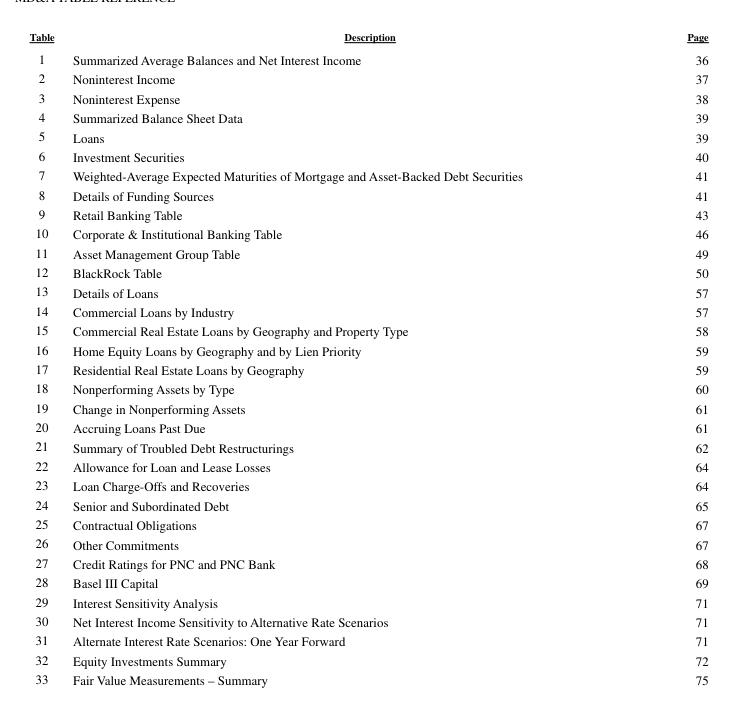 MD&A TABLE REFERENCE
Table Description Page
1 Summarized Average Balances and Net Interest Income 36
2 Noninterest Income 37
3 Noninterest Expense 38
4 Summarized Balance Sheet Data 39
5 Loans 39
6 Investment Securities 40
7 Weighted-Average Expected Maturities of Mortgage and Asset-Backed Debt Securities 41
8 Details of Funding Sources 41
9 Retail Banking Table 43
10 Corporate & Institutional Banking Table 46
11 Asset Management Group Table 49
12 BlackRock Table 50
13 Details of Loans 57
14 Commercial Loans by Industry 57
15 Commercial Real Estate Loans by Geography and Property Type 58
16 Home Equity Loans by Geography and by Lien Priority 59
17 Residential Real Estate Loans by Geography 59
18 Nonperforming Assets by Type 60
19 Change in Nonperforming Assets 61
20 Accruing Loans Past Due 61
21 Summary of Troubled Debt Restructurings 62
22 Allowance for Loan and Lease Losses 64
23 Loan Charge-Offs and Recoveries 64
24 Senior and Subordinated Debt 65
25 Contractual Obligations 67
26 Other Commitments 67
27 Credit Ratings for PNC and PNC Bank 68
28 Basel III Capital 69
29 Interest Sensitivity Analysis 71
30 Net Interest Income Sensitivity to Alternative Rate Scenarios 71
31 Alternate Interest Rate Scenarios: One Year Forward 71
32 Equity Investments Summary 72
33 Fair Value Measurements – Summary 75